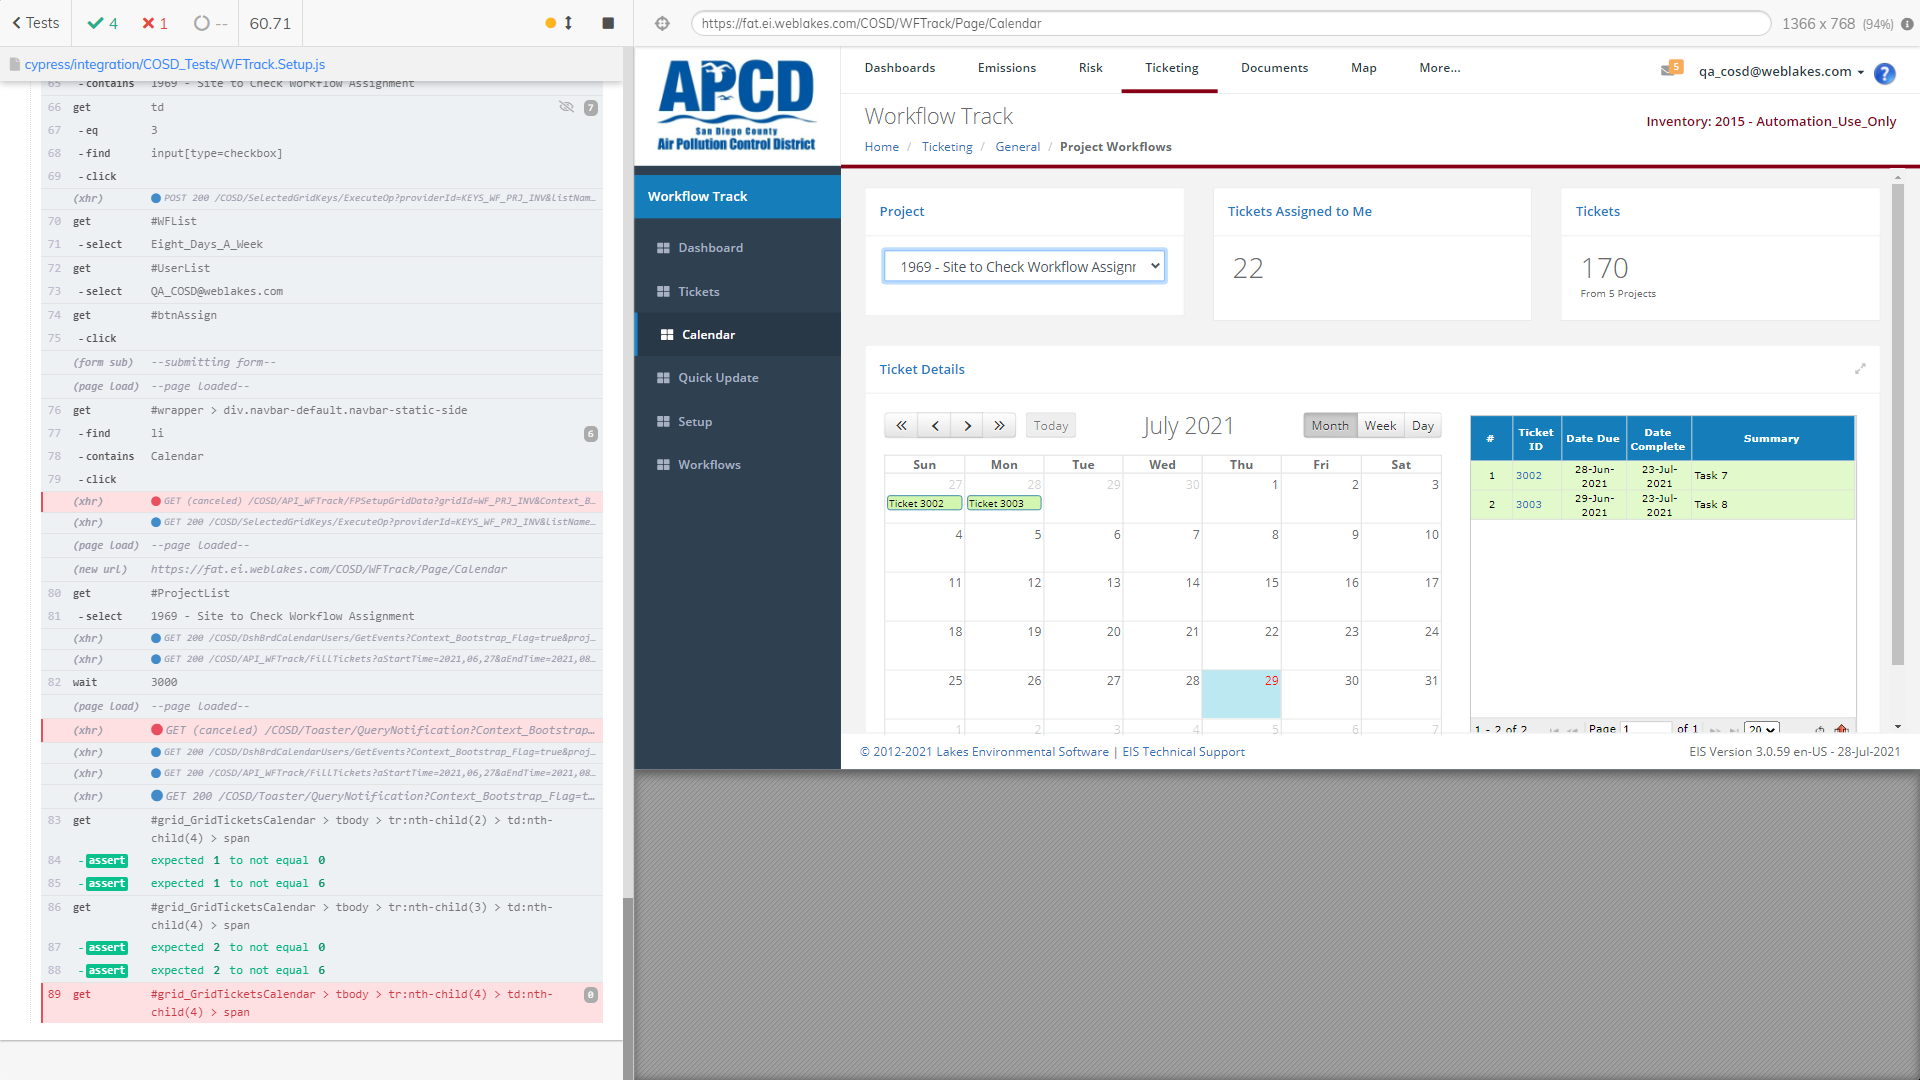 Tests 4 1 -- 60.71
cypress/integration/COSD_Tests/WFTrack.Setup.js
65 -contains 1969 - Site to Check Workflow Assignment
66 get td 7
67 -eq 3
68 -find input[type=checkbox]
69 -click
(xhr) POST 200 /COSD/SelectedGridKeys/ExecuteOp?providerId=KEYS_WF_PRJ_INV&listNam...
70 get #WFList
71 -select Eight_Days_A_Week
72 get #UserList
73 -select QA_COSD@weblakes.com
74 get #btnAssign
75 -click
(form sub) --submitting form--
(page load) --page loaded--
76 get #wrapper > div.navbar-default.navbar-static-side
77 -find li 6
78 -contains Calendar
79 -click
(xhr) GET (canceled) /COSD/API_WFTrack/FPSetupGridData?gridId=WF_PRJ_INV&Context_B...
(xhr) GET 200 /COSD/SelectedGridKeys/ExecuteOp?providerId=KEYS_WF_PRJ_INV&listName...
(page load) --page loaded--
(new url) https://fat.ei.weblakes.com/COSD/WFTrack/Page/Calendar
80 get #ProjectList
81 -select 1969 - Site to Check Workflow Assignment
(xhr) GET 200 /COSD/DshBrdCalendarUsers/GetEvents?Context_Bootstrap_Flag=true&proj...
(xhr) GET 200 /COSD/API_WFTrack/FillTickets?aStartTime=2021,06,27&aEndTime=2021,08...
82 wait 3000
(page load) --page loaded--
(xhr) GET (canceled) /COSD/Toaster/QueryNotification?Context_Bootstrap...
(xhr) GET 200 /COSD/DshBrdCalendarUsers/GetEvents?Context_Bootstrap_Flag=true&proj...
(xhr) GET 200 /COSD/API_WFTrack/FillTickets?aStartTime=2021,06,27&aEndTime=2021,08...
(xhr) GET 200 /COSD/Toaster/QueryNotification?Context_Bootstrap_Flag=t...
83 get #grid_GridTicketsCalendar > tbody > tr:nth-child(2) > td:nth-
child(4) > span
84 -assert expected 1 to not equal 0
85 -assert expected 1 to not equal 6
86 get #grid_GridTicketsCalendar > tbody > tr:nth-child(3) > td:nth-
child(4) > span
87 -assert expected 2 to not equal 0
88 -assert expected 2 to not equal 6
89 get #grid_GridTicketsCalendar > tbody > tr:nth-child(4) > td:nth- 0
child(4) > span
https://fat.ei.weblakes.com/COSD/WFTrack/Page/Calendar 1366 x 768 (94%)
APCD
San Diego County
Air Pollution Control District
Dashboards Emissions Risk Ticketing Documents Map More... 5 qa_cosd@weblakes.com ?
Workflow Track
Inventory: 2015 - Automation_Use_Only
Home / Ticketing / General / Project Workflows
Workflow Track
Dashboard
Tickets
Calendar
Quick Update
Setup
Workflows
Project
1969 - Site to Check Workflow Assignr
Tickets Assigned to Me
22
Tickets
170
From 5 Projects
Ticket Details
Today July 2021 Month Week Day
Sun Mon Tue Wed Thu Fri Sat
27 28 29 30 1 2 3
Ticket 3002 Ticket 3003
4 5 6 7 8 9 10
11 12 13 14 15 16 17
18 19 20 21 22 23 24
25 26 27 28 29 30 31
1 2 3 4 5 6 7
# Ticket ID Date Due Date Complete Summary
1 3002 28-Jun-2021 23-Jul-2021 Task 7
2 3003 29-Jun-2021 23-Jul-2021 Task 8
1 - 2 of 2 Page 1 of 1 20
© 2012-2021 Lakes Environmental Software | EIS Technical Support
EIS Version 3.0.59 en-US - 28-Jul-2021